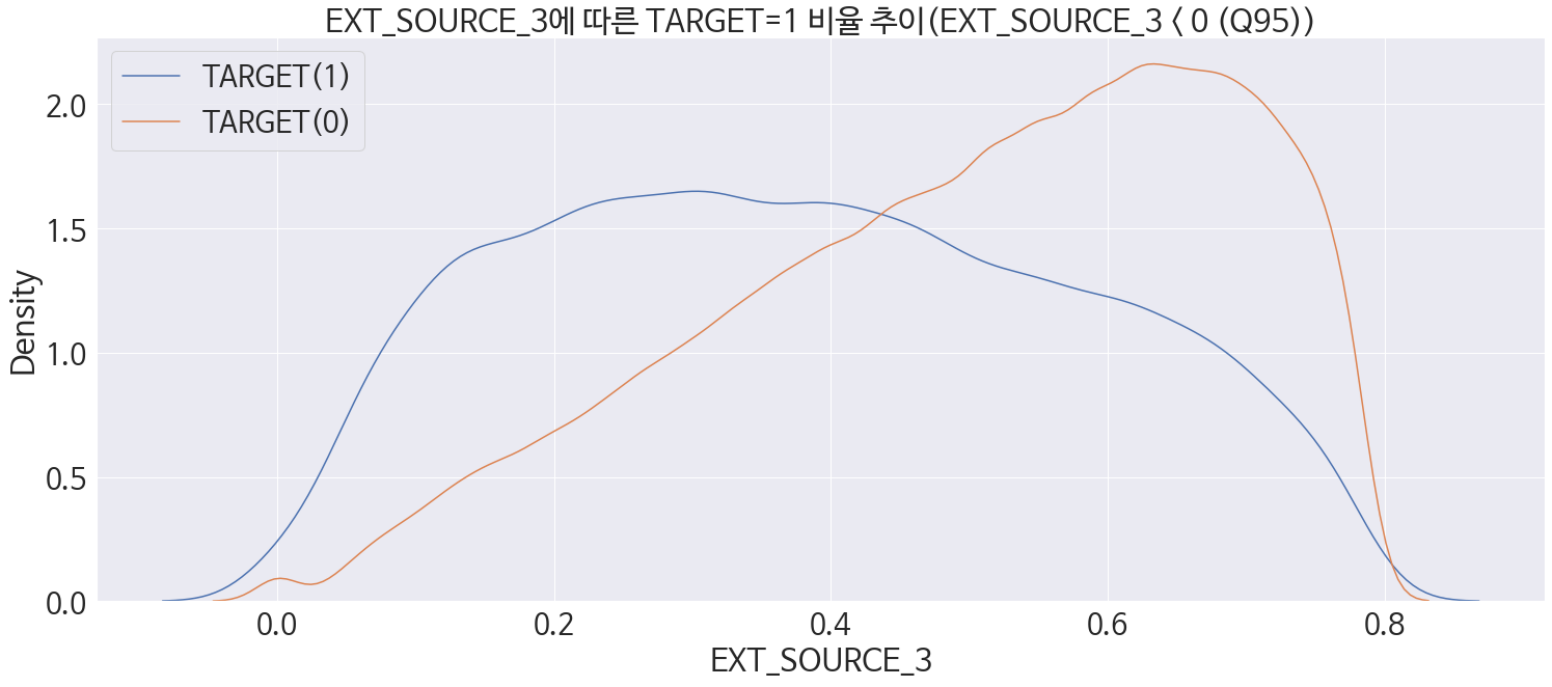 EXT_SOURCE_3에 따른 TARGET=1 비율 추이(EXT_SOURCE_3 < 0 (Q95))
TARGET(1)
TARGET(0)
Density
2.0
1.5
1.0
0.5
0.0
0.0 0.2 0.4 0.6 0.8
EXT_SOURCE_3